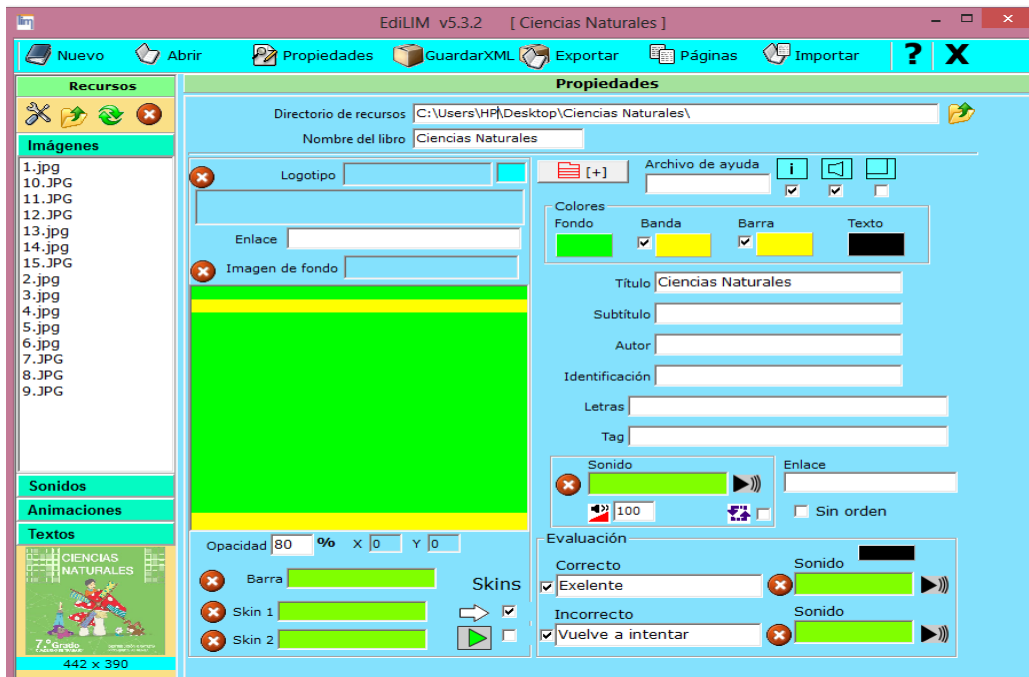 lim
EdiLIM v5.3.2 [ Ciencias Naturales ]
Nuevo Abrir Propiedades GuardarXML Exportar Páginas Importar ? X
Recursos
Imágenes
1.jpg
10.JPG
11.JPG
12.JPG
13.jpg
14.jpg
15.JPG
2.jpg
3.jpg
4.jpg
5.jpg
6.jpg
7.JPG
8.JPG
9.JPG
Sonidos
Animaciones
Textos
CIENCIAS
NATURALES
7.º Grado
442 x 390
Propiedades
Directorio de recursos C:\Users\HP\Desktop\Ciencias Naturales\
Nombre del libro Ciencias Naturales
Logotipo
Enlace
Imagen de fondo
Opacidad 80 % X 0 Y 0
Barra
Skins
Skin 1
Skin 2
[+] Archivo de ayuda i
Colores
Fondo Banda Barra Texto
Título Ciencias Naturales
Subtítulo
Autor
Identificación
Letras
Tag
Sonido
100
Enlace
Sin orden
Evaluación
Correcto Sonido
Exelente
Incorrecto Sonido
Vuelve a intentar